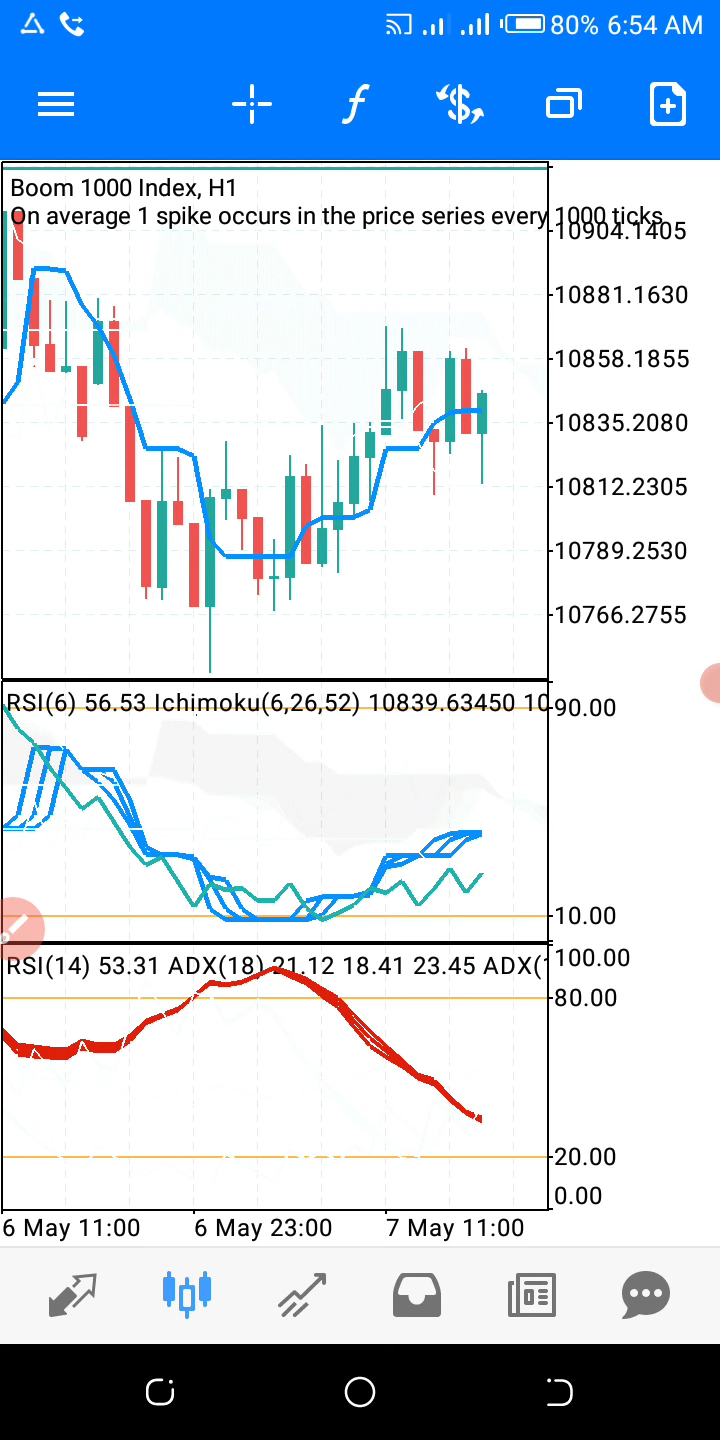 80% 6:54 AM
Boom 1000 Index, H1
On average 1 spike occurs in the price series every 1000 ticks
10904.1405
10881.1630
10858.1855
10835.2080
10812.2305
10789.2530
10766.2755
RSI(6) 56.53 Ichimoku(6,26,52) 10839.63450 10
90.00
10.00
RSI(14) 53.31 ADX(18) 21.12 18.41 23.45 ADX(
100.00
80.00
20.00
0.00
6 May 11:00 6 May 23:00 7 May 11:00